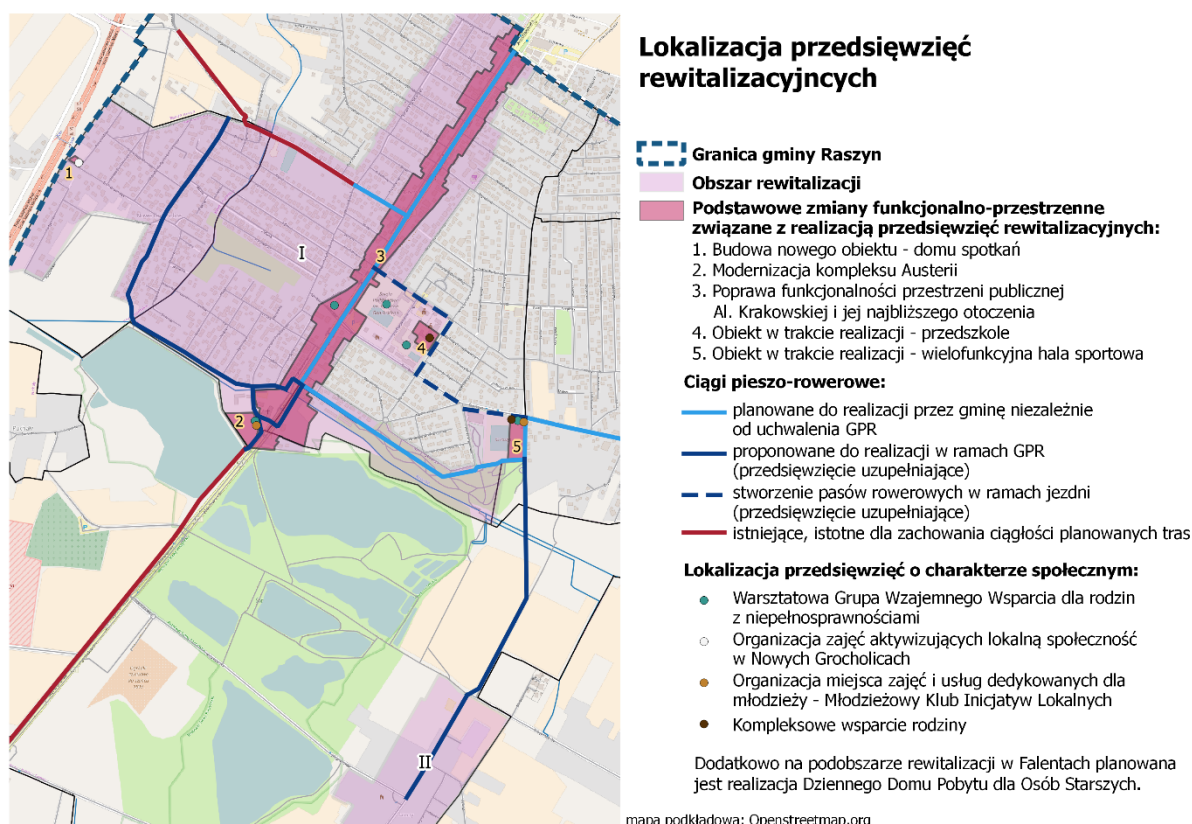 Lokalizacja przedsięwzięć
rewitalizacyjncych
Granica gminy Raszyn
Obszar rewitalizacji
Podstawowe zmiany funkcjonalno-przestrzenne
związane z realizacją przedsięwzięć rewitalizacyjnych:
1. Budowa nowego obiektu - domu spotkań
2. Modernizacja kompleksu Austerii
3. Poprawa funkcjonalności przestrzeni publicznej
Al. Krakowskiej i jej najbliższego otoczenia
4. Obiekt w trakcie realizacji - przedszkole
5. Obiekt w trakcie realizacji - wielofunkcyjna hala sportowa
Ciągi pieszo-rowerowe:
planowane do realizacji przez gminę niezależnie
od uchwalenia GPR
proponowane do realizacji w ramach GPR
(przedsięwzięcie uzupełniające)
stworzenie pasów rowerowych w ramach jezdni
(przedsięwzięcie uzupełniające)
istniejące, istotne dla zachowania ciągłości planowanych tras
Lokalizacja przedsięwzięć o charakterze społecznym:
Warsztatowa Grupa Wzajemnego Wsparcia dla rodzin
z niepełnosprawnościami
Organizacja zajęć aktywizujących lokalną społeczność
w Nowych Grocholicach
Organizacja miejsca zajęć i usług dedykowanych dla
młodzieży - Młodzieżowy Klub Inicjatyw Lokalnych
Kompleksowe wsparcie rodziny
Dodatkowo na podobszarze rewitalizacji w Falentach planowana
jest realizacja Dziennego Domu Pobytu dla Osób Starszych.
mapa podkładowa: Openstreetmap.org
1
I
3
4
2
5
II